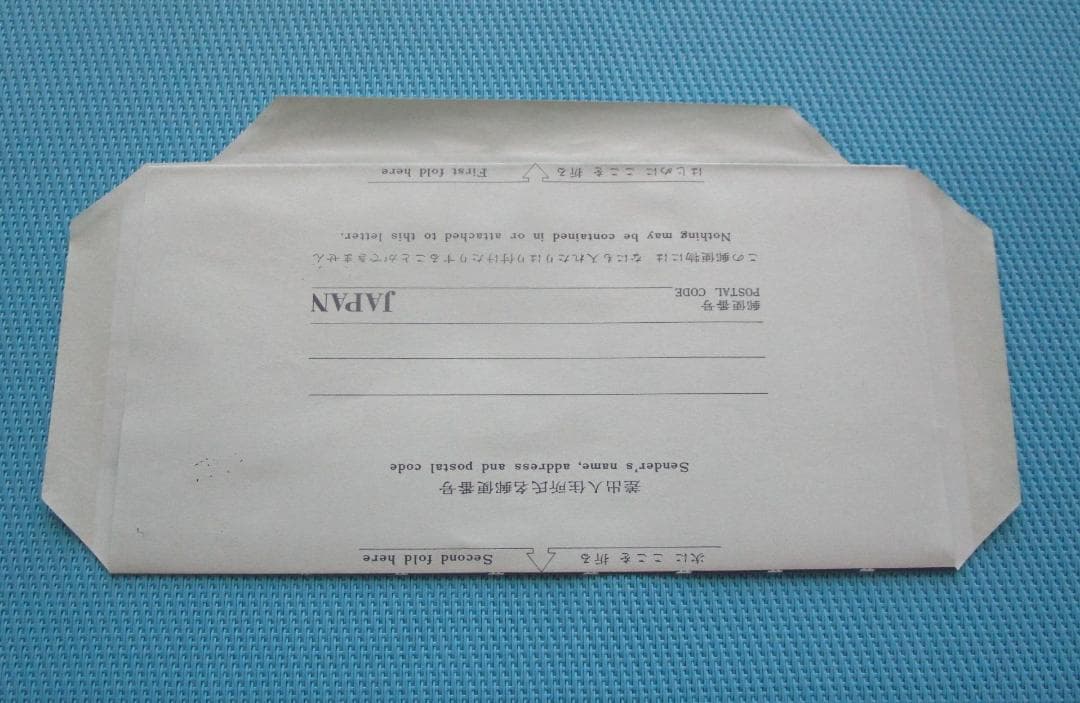 次に ここを 折る Second fold here
差出人住所氏名郵便番号
Sender's name, address and postal code
郵便番号
POSTAL CODE JAPAN
この郵便物には なにも入れたりはり付けたりすることができません
Nothing may be contained in or attached to this letter.
はじめに ここを 折る First fold here